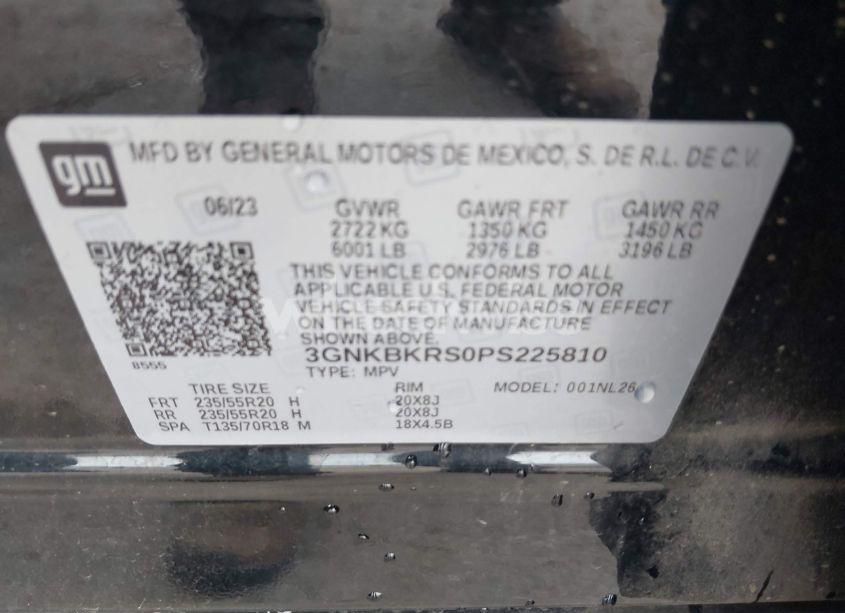 gm
MFD BY GENERAL MOTORS DE MEXICO, S. DE R.L. DE C.V.
06/23 GVWR GAWR FRT GAWR RR
2722 KG 1350 KG 1450 KG
6001 LB 2976 LB 3196 LB
THIS VEHICLE CONFORMS TO ALL
APPLICABLE U.S. FEDERAL MOTOR
VEHICLE SAFETY STANDARDS IN EFFECT
ON THE DATE OF MANUFACTURE
SHOWN ABOVE.
3GNKBKRS0PS225810
8555 TYPE: MPV
TIRE SIZE RIM MODEL: 001NL26
FRT 235/55R20 H 20X8J
RR 235/55R20 H 20X8J
SPA T135/70R18 M 18X4.5B